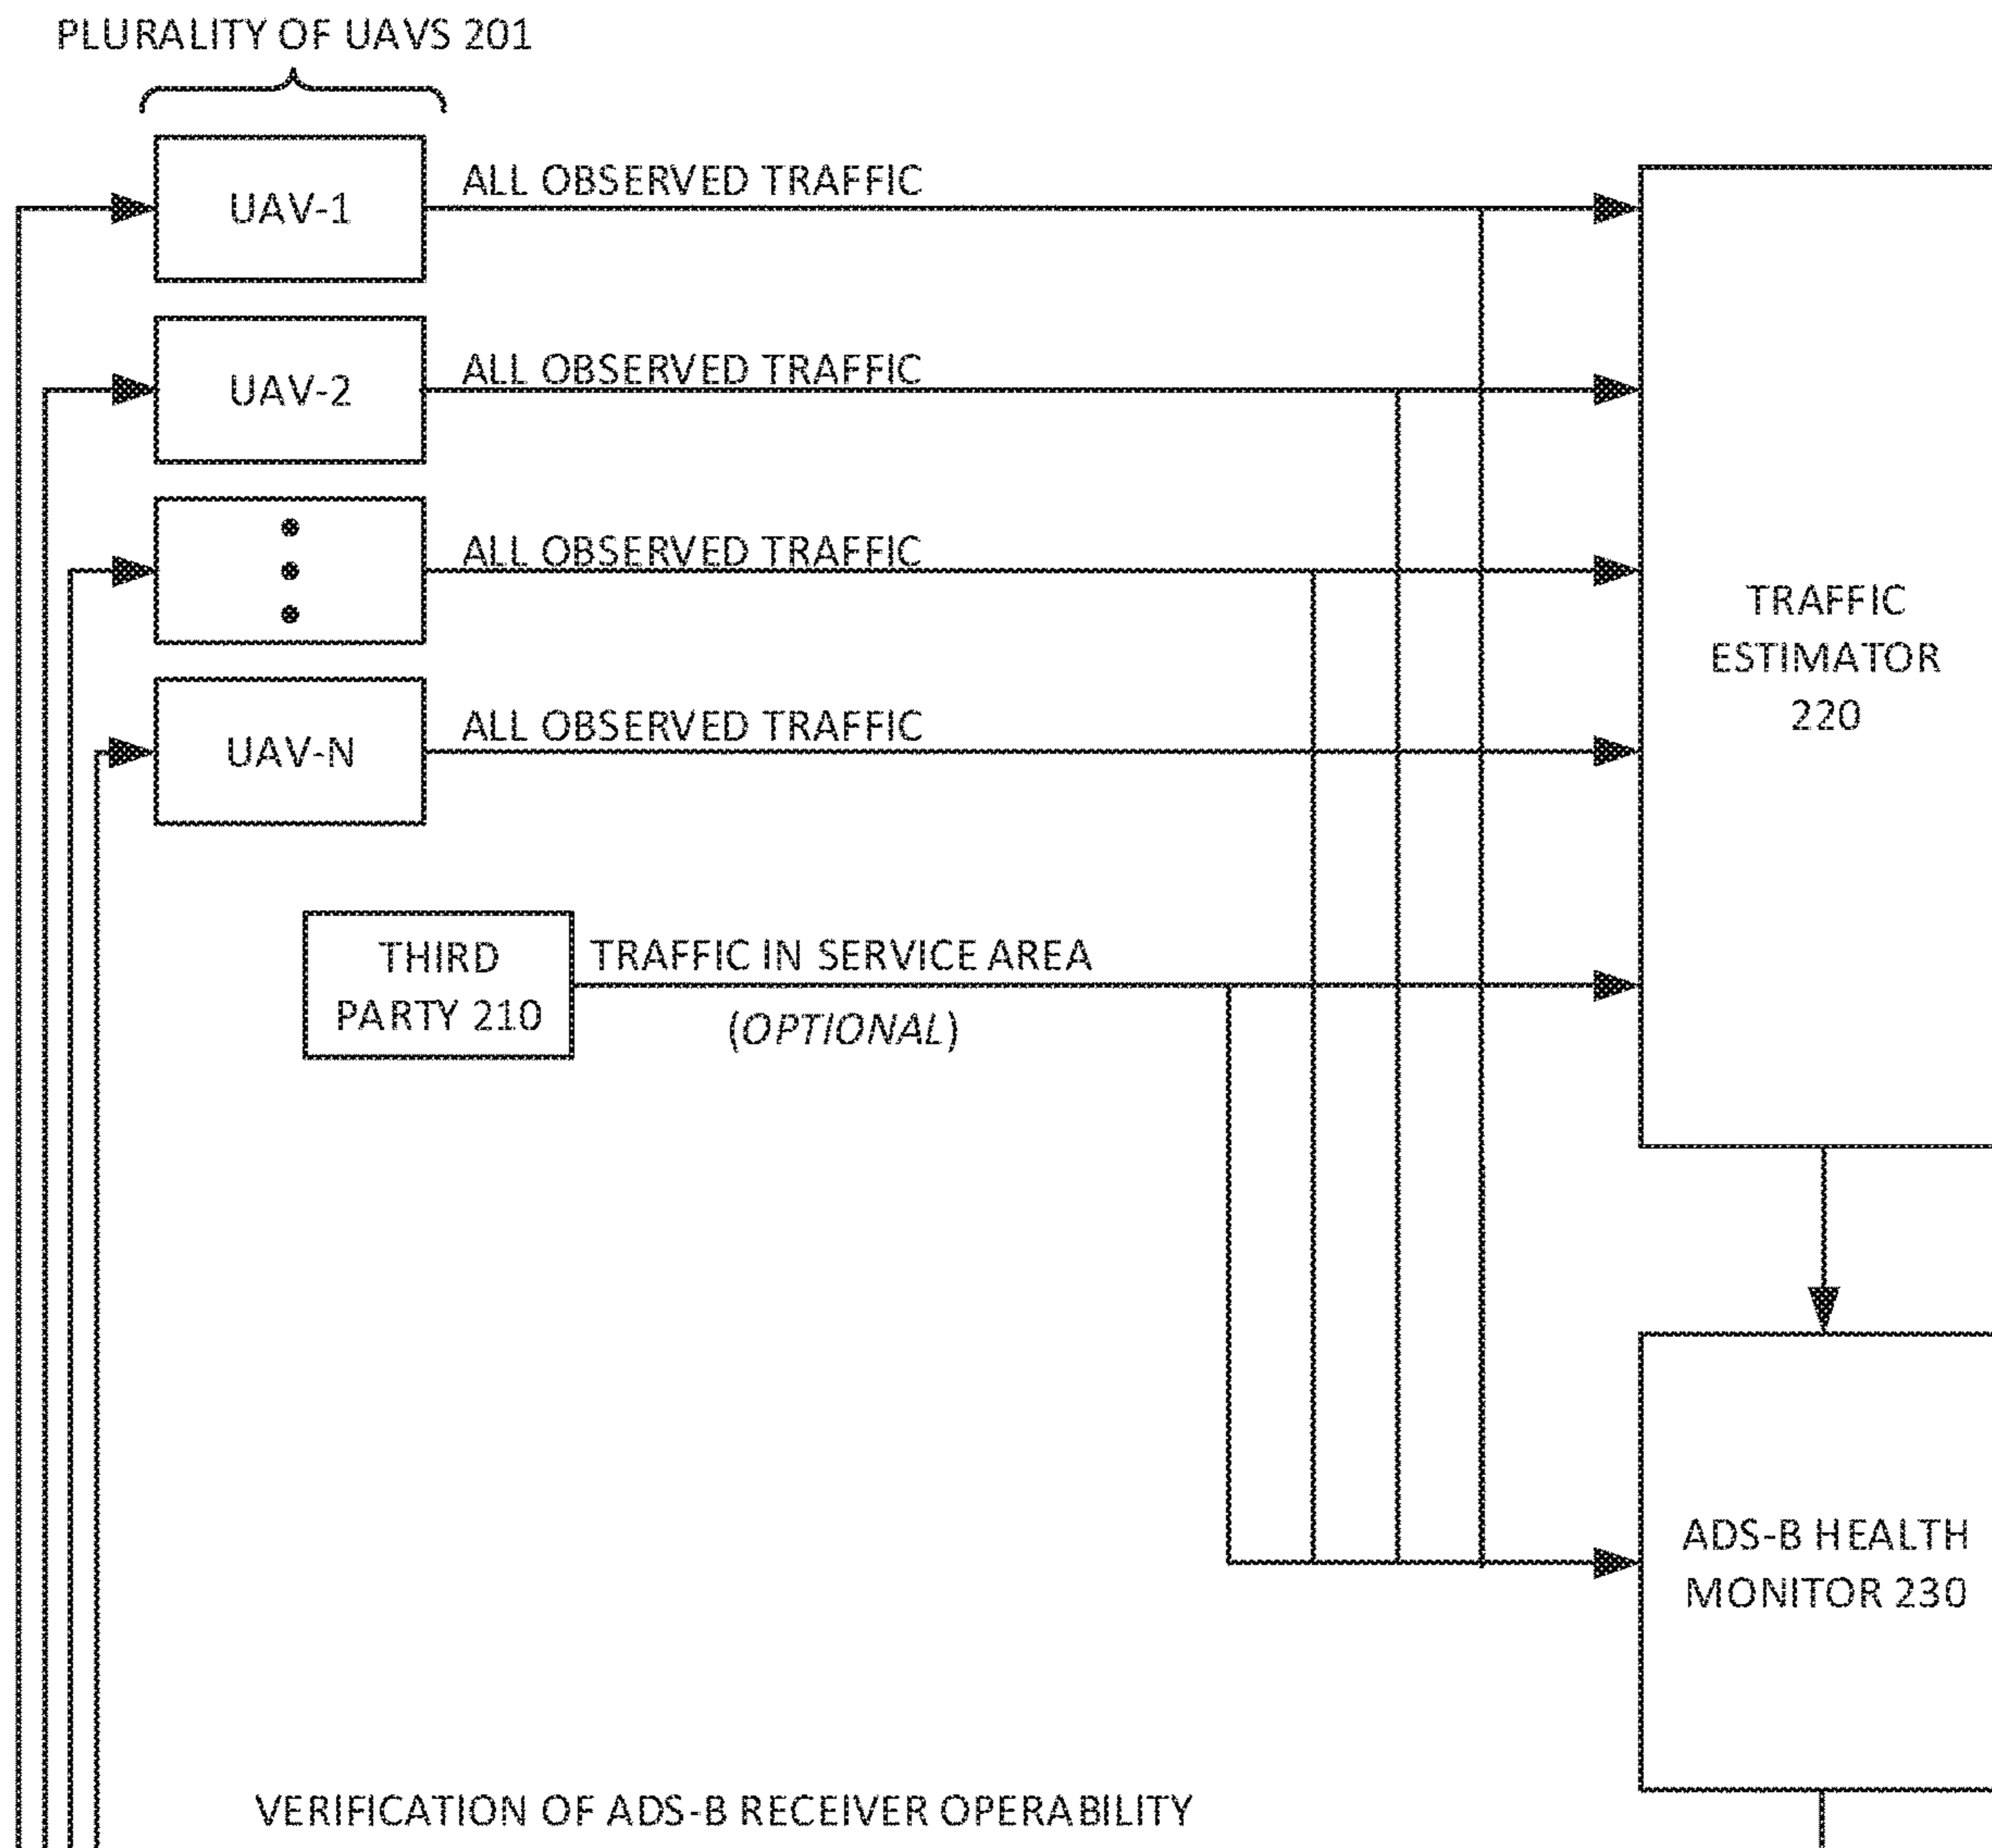 PLURALITY OF UAVS 201
UAV-1
ALL OBSERVED TRAFFIC
UAV-2
ALL OBSERVED TRAFFIC
ALL OBSERVED TRAFFIC
UAV-N
ALL OBSERVED TRAFFIC
TRAFFIC
ESTIMATOR
220
THIRD
PARTY 210
TRAFFIC IN SERVICE AREA
(OPTIONAL)
ADS-B HEALTH
MONITOR 230
VERIFICATION OF ADS-B RECEIVER OPERABILITY